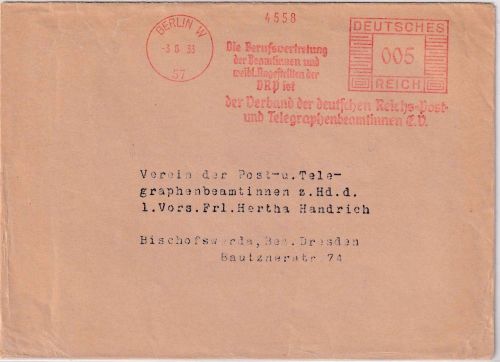 4558
BERLIN W
57
DEUTSCHES
005
REICH
Die Berufsvertretung
der Beamtinnen und
weibl. Angestellten der
DRP ist
der Verband der deutschen Reichs-Post-
und Telegraphenbeamtinnen E.V.
Verein der Post-u.Tele-
graphenbeamtinnen z.Hd.d.
1.Vors.Frl.Hertha Handrich
Bischofswerda,Bez.Dresden
Bautznerstr 74